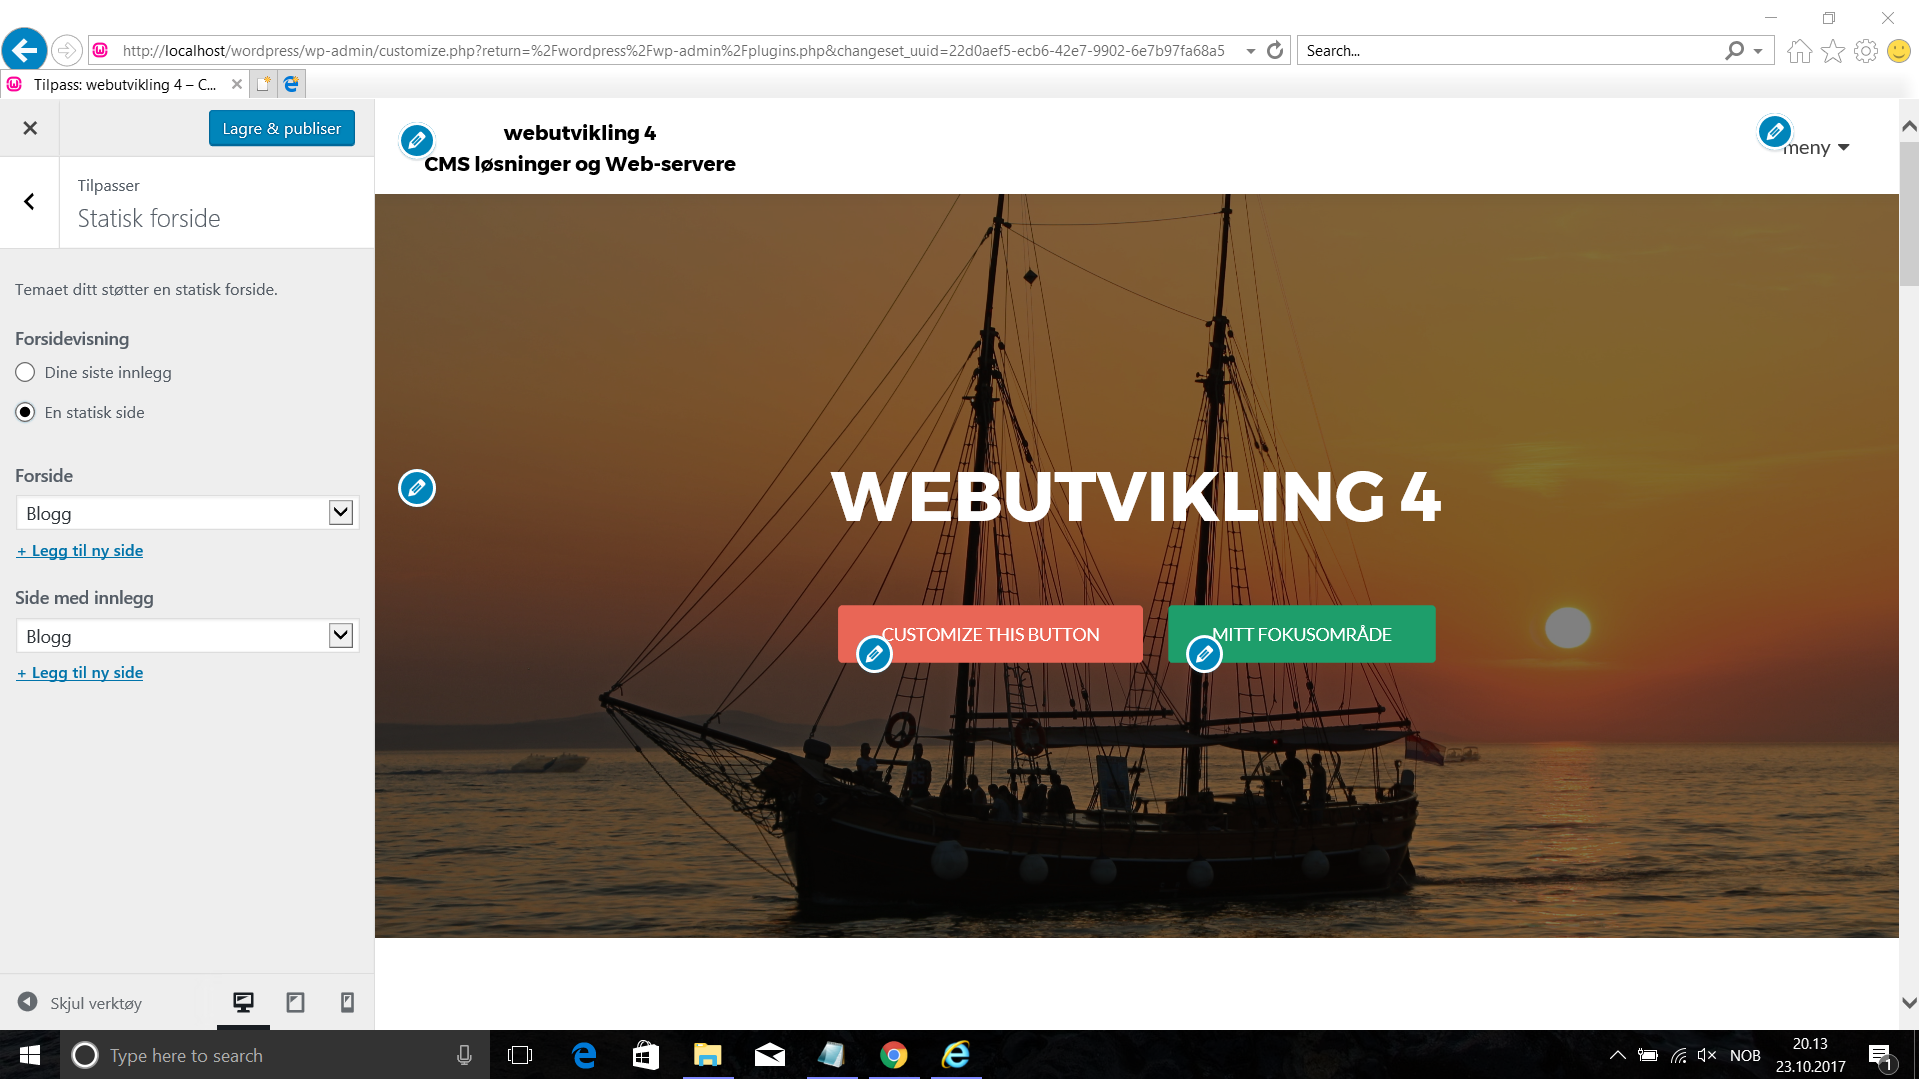 http://localhost/wordpress/wp-admin/customize.php?return=%2Fwordpress%2Fwp-admin%2Fplugins.php&changeset_uuid=22d0aef5-ecb6-42e7-9902-6e7b97fa68a5
Search...
Tilpass: webutvikling 4 – C...
Lagre & publiser
Tilpasser
Statisk forside
Temaet ditt støtter en statisk forside.
Forsidevisning
Dine siste innlegg
En statisk side
Forside
Blogg
+ Legg til ny side
Side med innlegg
Blogg
+ Legg til ny side
Skjul verktøy
webutvikling 4
CMS løsninger og Web-servere
meny
WEBUTVIKLING 4
CUSTOMIZE THIS BUTTON
MITT FOKUSOMRÅDE
Type here to search
NOB
20.13
23.10.2017
1